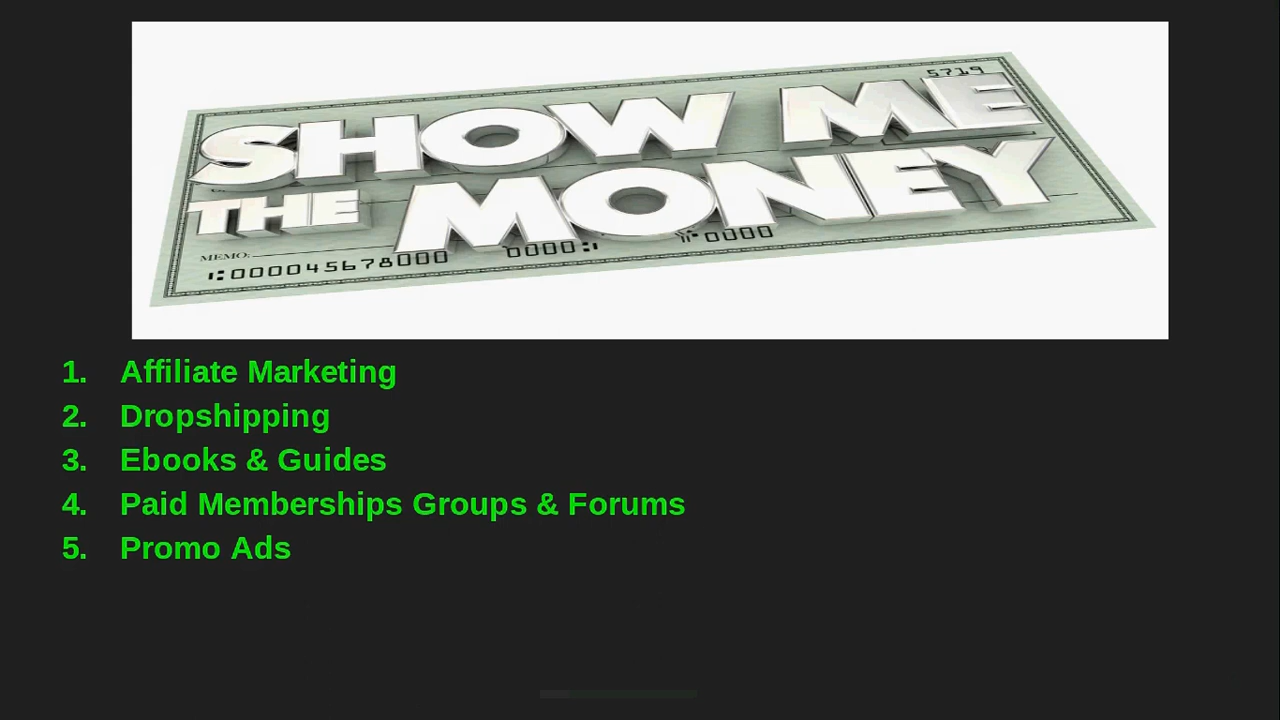 5719
SHOW ME
THE MONEY
MEMO:
⑆000045678000 0000⑆ ⑈0000
1. Affiliate Marketing
2. Dropshipping
3. Ebooks & Guides
4. Paid Memberships Groups & Forums
5. Promo Ads